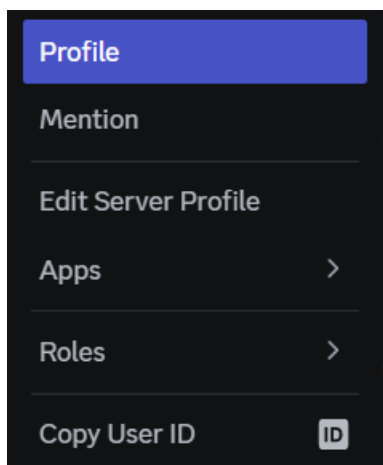 Profile
Mention
Edit Server Profile
Apps
Roles
Copy User ID ID